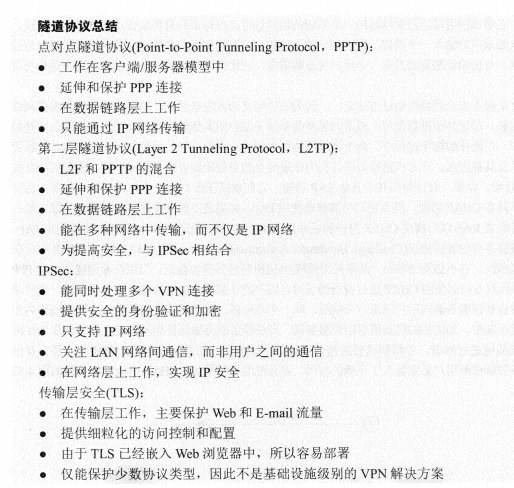 隧道协议总结
点对点隧道协议(Point-to-Point Tunneling Protocol，PPTP)：
● 工作在客户端/服务器模型中
● 延伸和保护 PPP 连接
● 在数据链路层上工作
● 只能通过 IP 网络传输
第二层隧道协议(Layer 2 Tunneling Protocol，L2TP)：
● L2F 和 PPTP 的混合
● 延伸和保护 PPP 连接
● 在数据链路层上工作
● 能在多种网络中传输，而不仅是 IP 网络
● 为提高安全，与 IPSec 相结合
IPSec：
● 能同时处理多个 VPN 连接
● 提供安全的身份验证和加密
● 只支持 IP 网络
● 关注 LAN 网络间通信，而非用户之间的通信
● 在网络层上工作，实现 IP 安全
传输层安全(TLS)：
● 在传输层工作，主要保护 Web 和 E-mail 流量
● 提供细粒化的访问控制和配置
● 由于 TLS 已经嵌入 Web 浏览器中，所以容易部署
● 仅能保护少数协议类型，因此不是基础设施级别的 VPN 解决方案